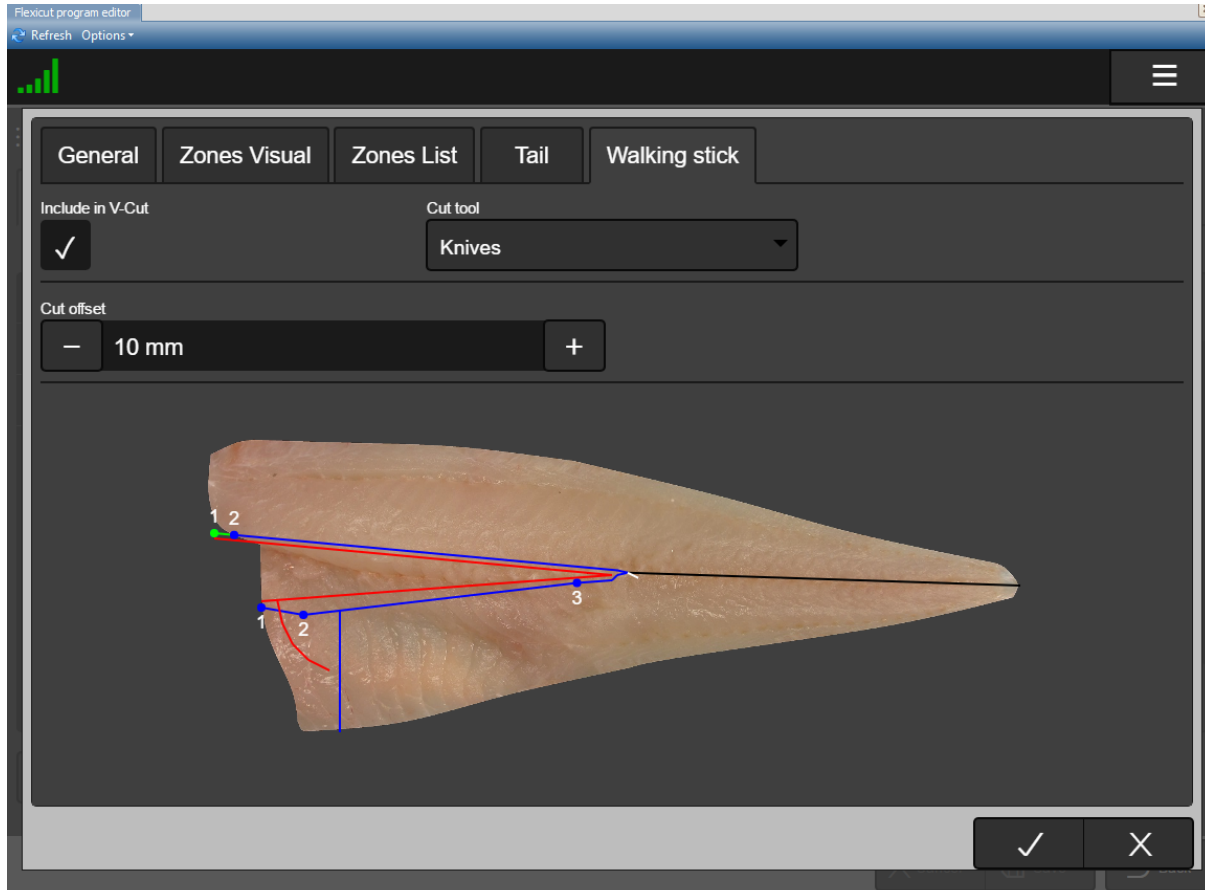 Flexicut program editor
Refresh Options
General Zones Visual Zones List Tail Walking stick
Include in V-Cut
Cut tool
Knives
Cut offset
− 10 mm +
1 2
3
1 2